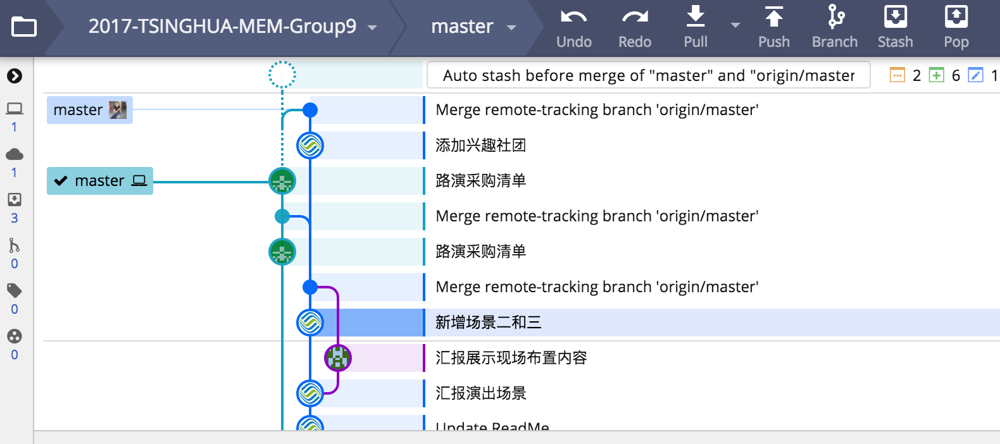 2017-TSINGHUA-MEM-Group9 master
Undo Redo Pull Push Branch Stash Pop
Auto stash before merge of "master" and "origin/master 2 6 1
master Merge remote-tracking branch 'origin/master'
1
添加兴趣社团
1
master 路演采购清单
3
Merge remote-tracking branch 'origin/master'
路演采购清单
0
Merge remote-tracking branch 'origin/master'
0
新增场景二和三
0
汇报展示现场布置内容
汇报演出场景
Update ReadMe